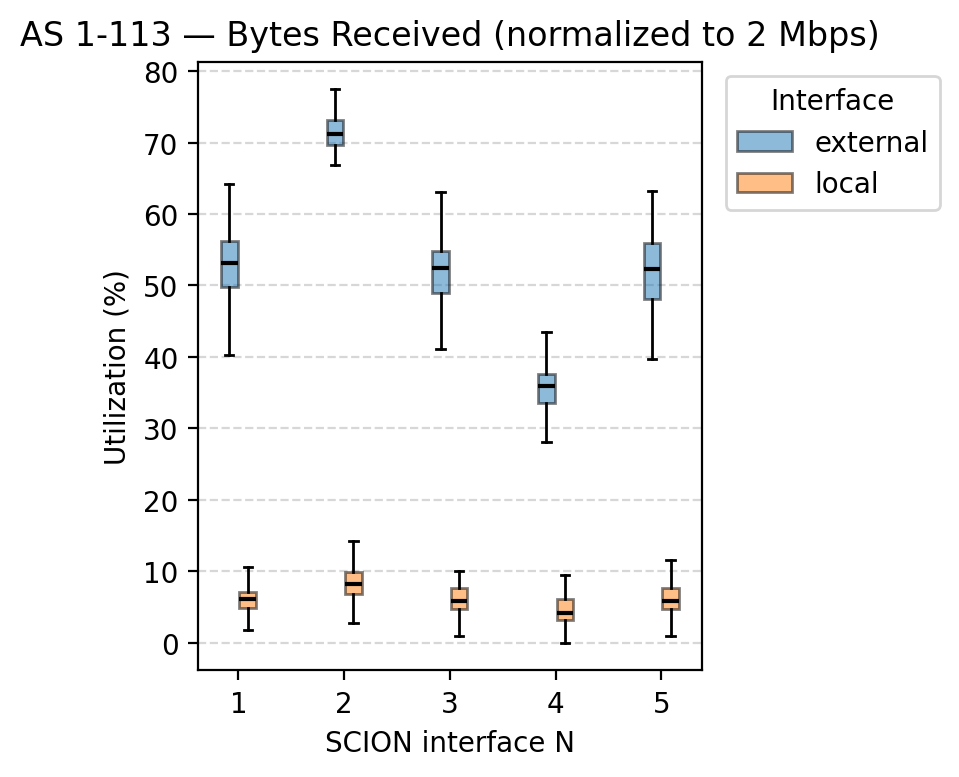 AS 1-113 — Bytes Received (normalized to 2 Mbps)
Interface
external
local
Utilization (%)
80
70
60
50
40
30
20
10
0
1 2 3 4 5
SCION interface N